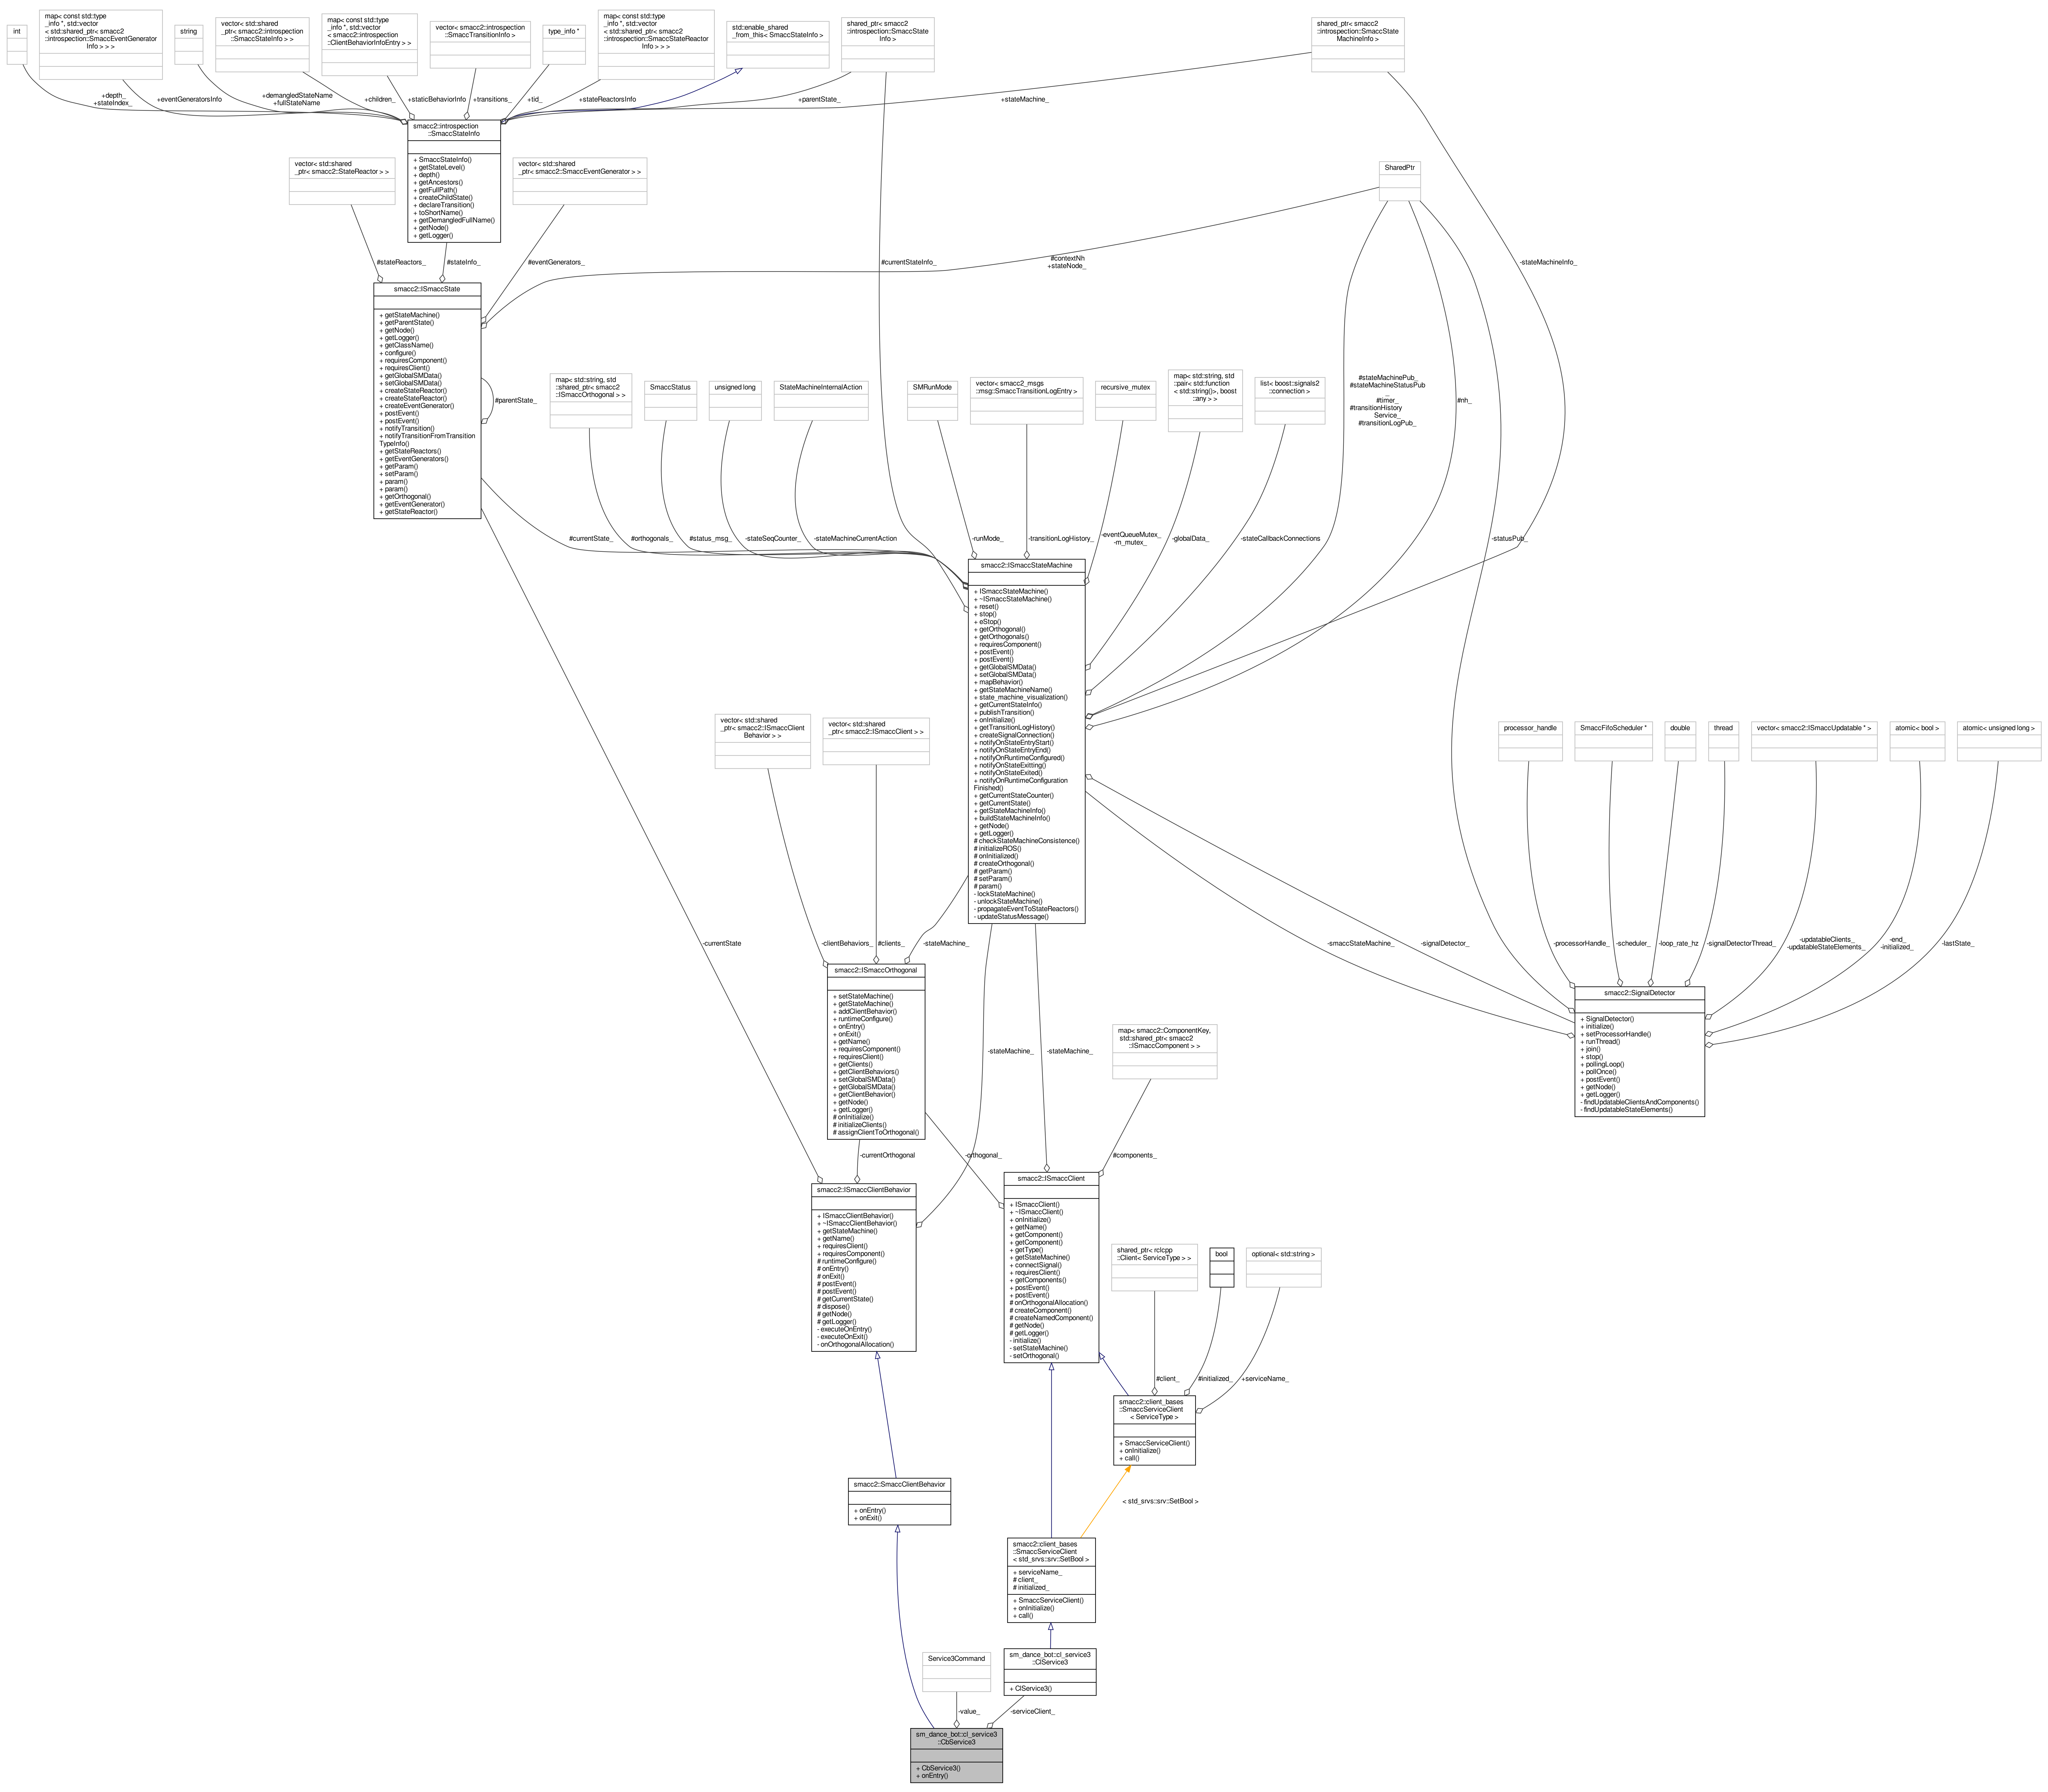 int
map< const std::type
_info *, std::vector
< std::shared_ptr< smacc2
::introspection::SmaccEventGenerator
Info > > >
string
vector< std::shared
_ptr< smacc2::introspection
::SmaccStateInfo > >
map< const std::type
_info *, std::vector
< smacc2::introspection
::ClientBehaviorInfoEntry > >
vector< smacc2::introspection
::SmaccTransitionInfo >
type_info *
map< const std::type
_info *, std::vector
< std::shared_ptr< smacc2
::introspection::SmaccStateReactor
Info > > >
std::enable_shared
_from_this< SmaccStateInfo >
shared_ptr< smacc2
::introspection::SmaccState
Info >
shared_ptr< smacc2
::introspection::SmaccState
MachineInfo >
+depth_
+stateIndex_
+eventGeneratorsInfo
+demangledStateName
+fullStateName
+children_
+staticBehaviorInfo
+transitions_
+tid_
+stateReactorsInfo
+parentState_
+stateMachine_
smacc2::introspection
::SmaccStateInfo
+ SmaccStateInfo()
+ getStateLevel()
+ depth()
+ getAncestors()
+ getFullPath()
+ createChildState()
+ declareTransition()
+ toShortName()
+ getDemangledFullName()
+ getNode()
+ getLogger()
vector< std::shared
_ptr< smacc2::StateReactor > >
vector< std::shared
_ptr< smacc2::SmaccEventGenerator > >
SharedPtr
#stateReactors_
#stateInfo_
#eventGenerators_
#currentStateInfo_
#contextNh
+stateNode_
-stateMachineInfo_
smacc2::ISmaccState
+ getStateMachine()
+ getParentState()
+ getNode()
+ getLogger()
+ getClassName()
+ configure()
+ requiresComponent()
+ requiresClient()
+ getGlobalSMData()
+ setGlobalSMData()
+ createStateReactor()
+ createStateReactor()
+ createEventGenerator()
+ postEvent()
+ postEvent()
+ notifyTransition()
+ notifyTransitionFromTransition
TypeInfo()
+ getStateReactors()
+ getEventGenerators()
+ getParam()
+ setParam()
+ param()
+ param()
+ getOrthogonal()
+ getEventGenerator()
+ getStateReactor()
#parentState_
map< std::string, std
::shared_ptr< smacc2
::ISmaccOrthogonal > >
SmaccStatus
unsigned long
StateMachineInternalAction
SMRunMode
vector< smacc2_msgs
::msg::SmaccTransitionLogEntry >
recursive_mutex
map< std::string, std
::pair< std::function
< std::string()>, boost
::any > >
list< boost::signals2
::connection >
#stateMachinePub_
#stateMachineStatusPub
_
#timer_
#transitionHistory
Service_
#transitionLogPub_
#nh_
#currentState_
#orthogonals_
#status_msg_
-stateSeqCounter_
-stateMachineCurrentAction
-runMode_
-transitionLogHistory_
-eventQueueMutex_
-m_mutex_
-globalData_
-stateCallbackConnections
-statusPub_
smacc2::ISmaccStateMachine
+ ISmaccStateMachine()
+ ~ISmaccStateMachine()
+ reset()
+ stop()
+ eStop()
+ getOrthogonal()
+ getOrthogonals()
+ requiresComponent()
+ postEvent()
+ postEvent()
+ getGlobalSMData()
+ setGlobalSMData()
+ mapBehavior()
+ getStateMachineName()
+ state_machine_visualization()
+ getCurrentStateInfo()
+ publishTransition()
+ onInitialize()
+ getTransitionLogHistory()
+ createSignalConnection()
+ notifyOnStateEntryStart()
+ notifyOnStateEntryEnd()
+ notifyOnRuntimeConfigured()
+ notifyOnStateExitting()
+ notifyOnStateExited()
+ notifyOnRuntimeConfiguration
Finished()
+ getCurrentStateCounter()
+ getCurrentState()
+ getStateMachineInfo()
+ buildStateMachineInfo()
+ getNode()
+ getLogger()
# checkStateMachineConsistence()
# initializeROS()
# onInitialized()
# createOrthogonal()
# getParam()
# setParam()
# param()
- lockStateMachine()
- unlockStateMachine()
- propagateEventToStateReactors()
- updateStatusMessage()
vector< std::shared
_ptr< smacc2::ISmaccClient
Behavior > >
vector< std::shared
_ptr< smacc2::ISmaccClient > >
processor_handle
SmaccFifoScheduler *
double
thread
vector< smacc2::ISmaccUpdatable * >
atomic< bool >
atomic< unsigned long >
-currentState
-clientBehaviors_
#clients_
-stateMachine_
-smaccStateMachine_
-signalDetector_
-processorHandle_
-scheduler_
-loop_rate_hz
-signalDetectorThread_
-updatableClients_
-updatableStateElements_
-end_
-initialized_
-lastState_
smacc2::ISmaccOrthogonal
+ setStateMachine()
+ getStateMachine()
+ addClientBehavior()
+ runtimeConfigure()
+ onEntry()
+ onExit()
+ getName()
+ requiresComponent()
+ requiresClient()
+ getClients()
+ getClientBehaviors()
+ setGlobalSMData()
+ getGlobalSMData()
+ getClientBehavior()
+ getNode()
+ getLogger()
# onInitialize()
# initializeClients()
# assignClientToOrthogonal()
smacc2::SignalDetector
+ SignalDetector()
+ initialize()
+ setProcessorHandle()
+ runThread()
+ join()
+ stop()
+ pollingLoop()
+ pollOnce()
+ postEvent()
+ getNode()
+ getLogger()
- findUpdatableClientsAndComponents()
- findUpdatableStateElements()
map< smacc2::ComponentKey,
std::shared_ptr< smacc2
::ISmaccComponent > >
-stateMachine_
-stateMachine_
-currentOrthogonal
-orthogonal_
#components_
smacc2::ISmaccClientBehavior
+ ISmaccClientBehavior()
+ ~ISmaccClientBehavior()
+ getStateMachine()
+ getName()
+ requiresClient()
+ requiresComponent()
# runtimeConfigure()
# onEntry()
# onExit()
# postEvent()
# postEvent()
# getCurrentState()
# dispose()
# getNode()
# getLogger()
- executeOnEntry()
- executeOnExit()
- onOrthogonalAllocation()
smacc2::ISmaccClient
+ ISmaccClient()
+ ~ISmaccClient()
+ onInitialize()
+ getName()
+ getComponent()
+ getComponent()
+ getType()
+ getStateMachine()
+ connectSignal()
+ requiresClient()
+ getComponents()
+ postEvent()
+ postEvent()
# onOrthogonalAllocation()
# createComponent()
# createNamedComponent()
# getNode()
# getLogger()
- initialize()
- setStateMachine()
- setOrthogonal()
shared_ptr< rclcpp
::Client< ServiceType > >
bool
optional< std::string >
#client_
#initialized_
+serviceName_
smacc2::client_bases
::SmaccServiceClient
< ServiceType >
+ SmaccServiceClient()
+ onInitialize()
+ call()
smacc2::SmaccClientBehavior
+ onEntry()
+ onExit()
< std_srvs::srv::SetBool >
smacc2::client_bases
::SmaccServiceClient
< std_srvs::srv::SetBool >
+ serviceName_
# client_
# initialized_
+ SmaccServiceClient()
+ onInitialize()
+ call()
Service3Command
sm_dance_bot::cl_service3
::ClService3
+ ClService3()
-value_
-serviceClient_
sm_dance_bot::cl_service3
::CbService3
+ CbService3()
+ onEntry()